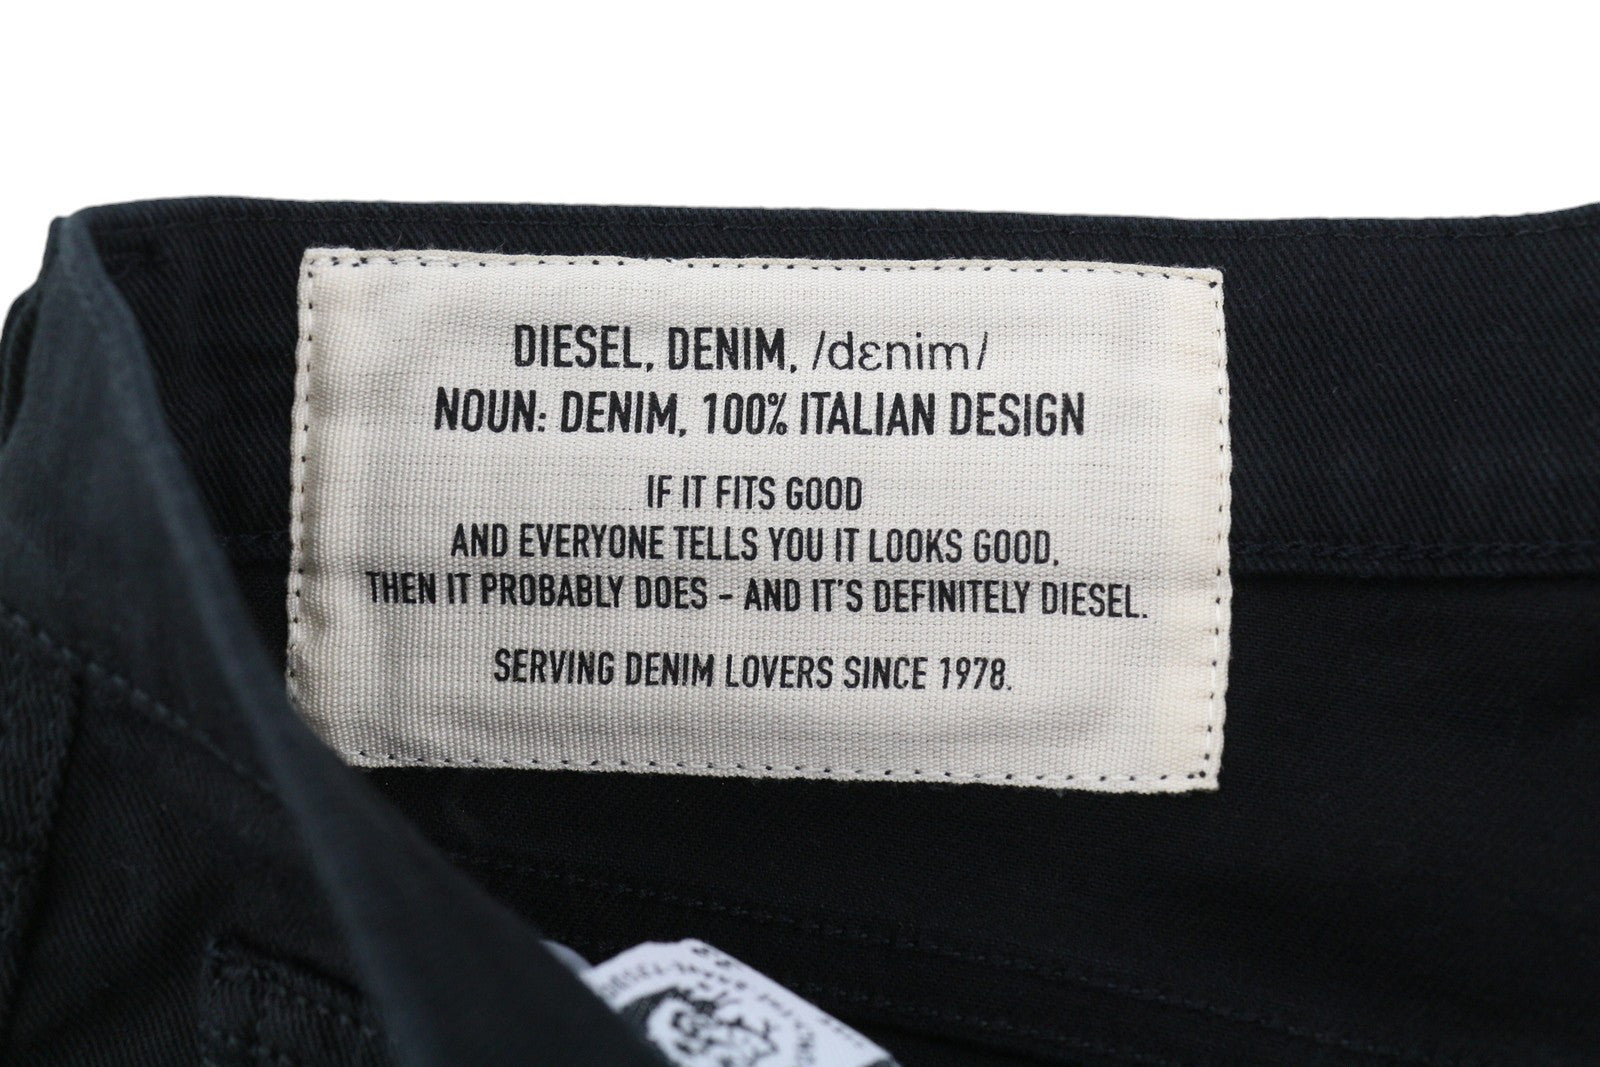 DIESEL, DENIM, /dɛnim/
NOUN: DENIM, 100% ITALIAN DESIGN
IF IT FITS GOOD
AND EVERYONE TELLS YOU IT LOOKS GOOD,
THEN IT PROBABLY DOES - AND IT'S DEFINITELY DIESEL.
SERVING DENIM LOVERS SINCE 1978.